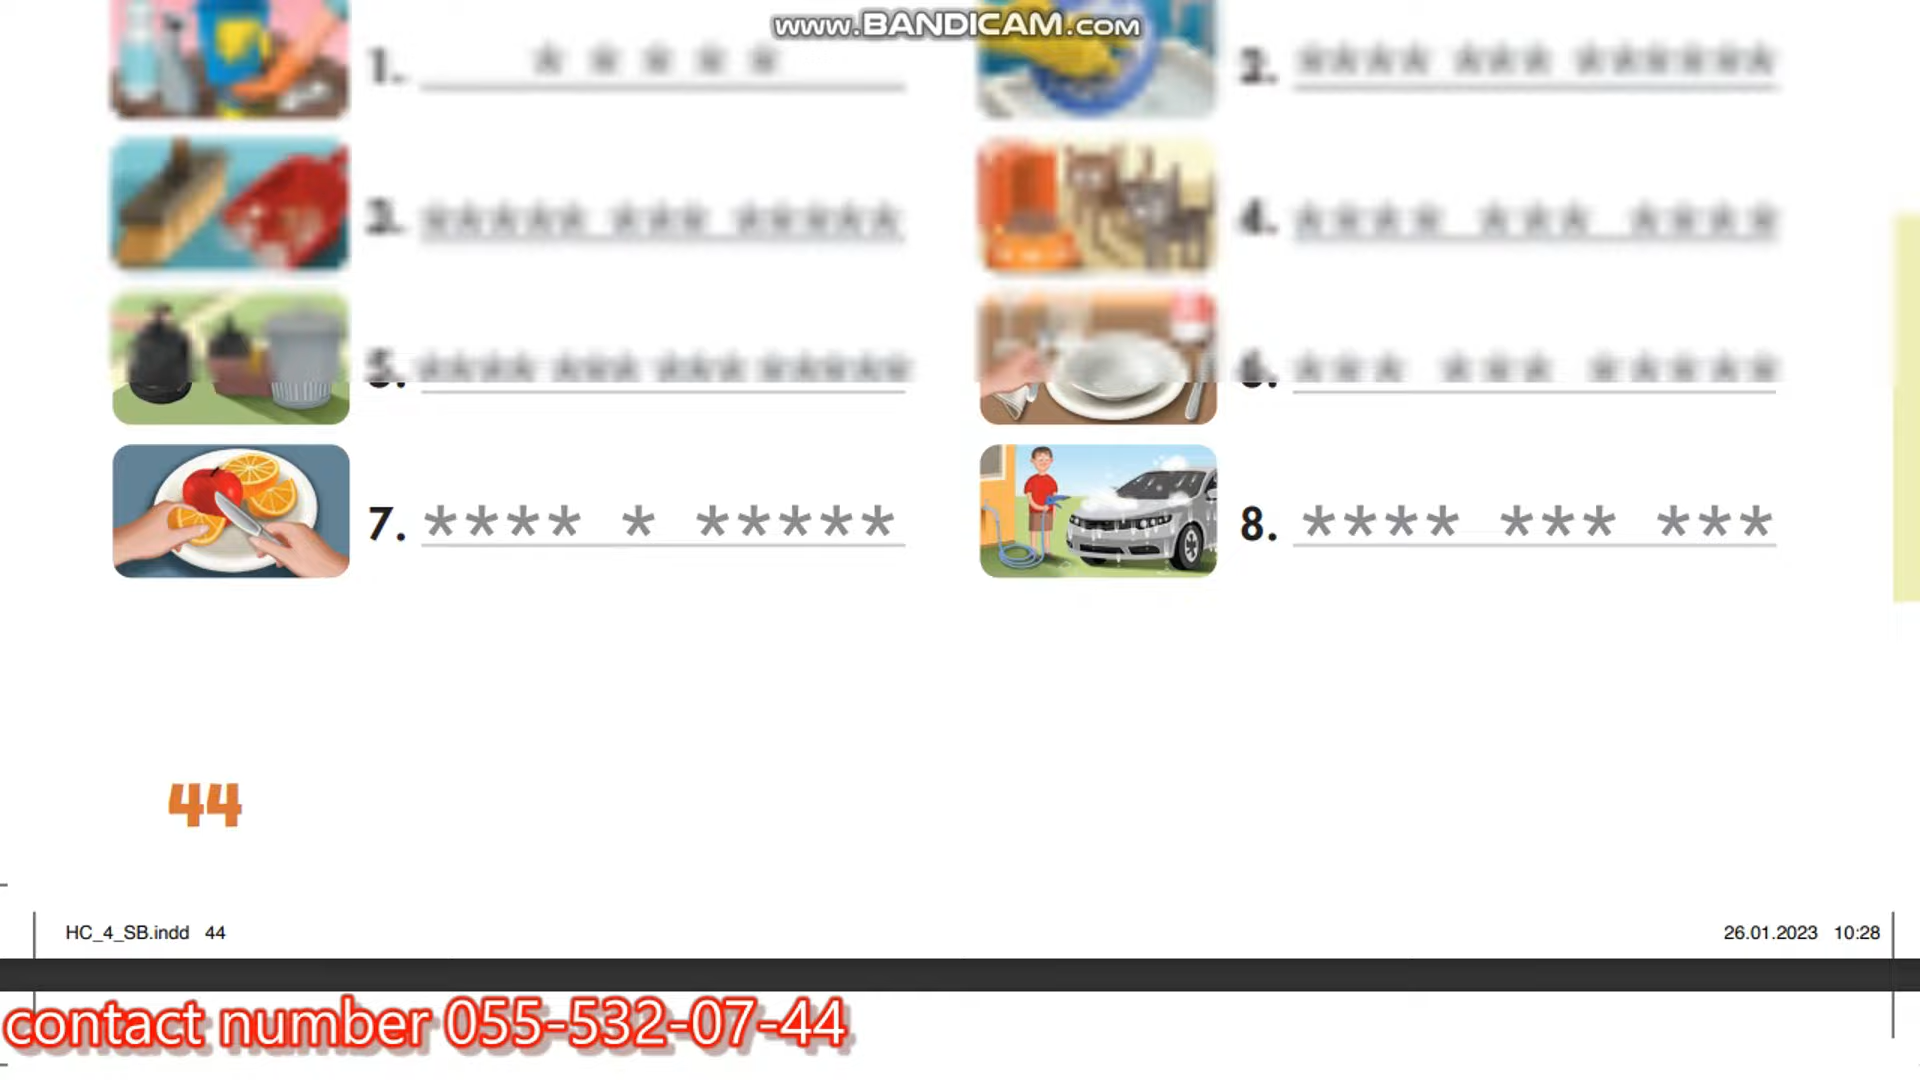 www.BANDICAM.com
1. * * * * *
2. **** *** ******
3. ***** *** *****
4. **** *** ****
5. **** *** *** *****
6. *** *** *****
7. **** * *****
8. **** *** ***
44
HC_4_SB.indd 44
26.01.2023 10:28
contact number 055-532-07-44